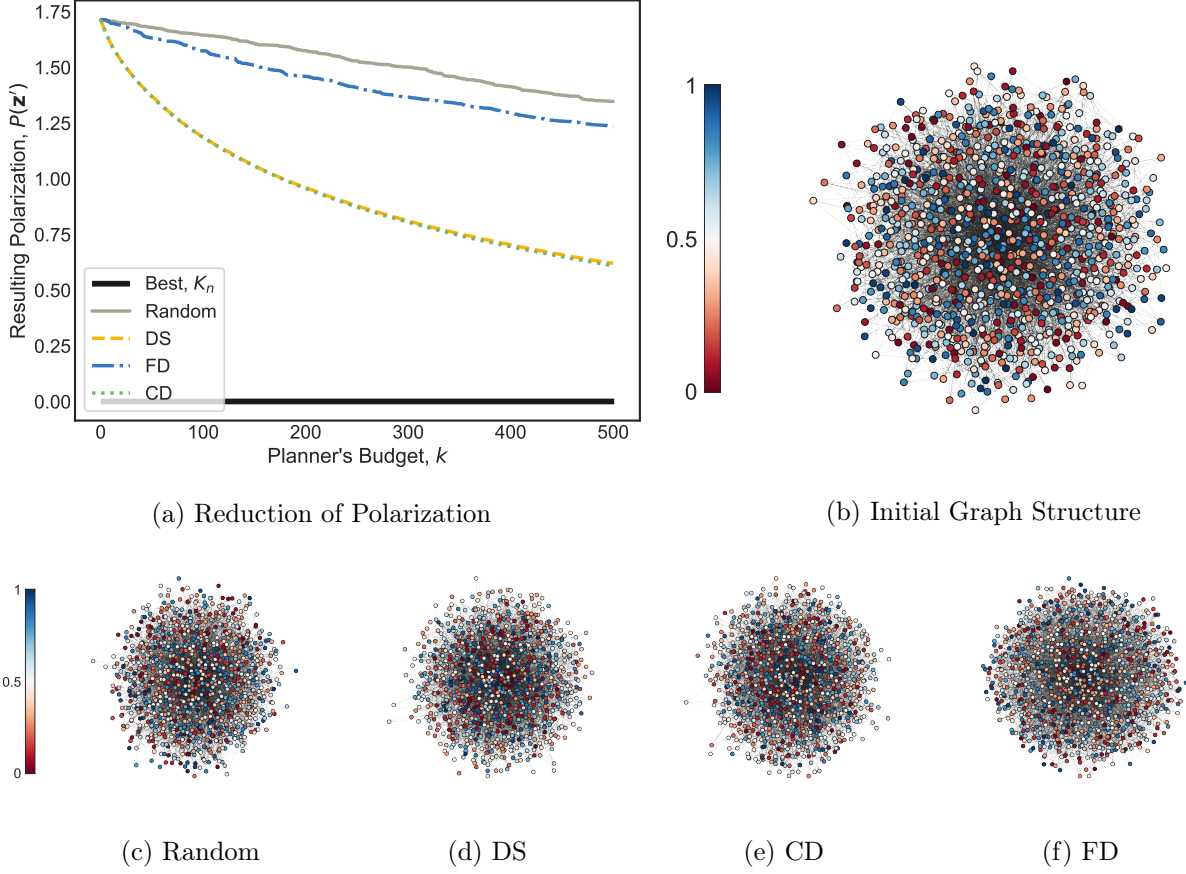 1.75
1.50
1.25
1.00
0.75
0.50
0.25
0.00
Resulting Polarization, P(z′)
Best, Kn
Random
DS
FD
CD
0 100 200 300 400 500
Planner's Budget, k
(a) Reduction of Polarization
1
0.5
0
(b) Initial Graph Structure
1
0.5
0
(c) Random
(d) DS
(e) CD
(f) FD